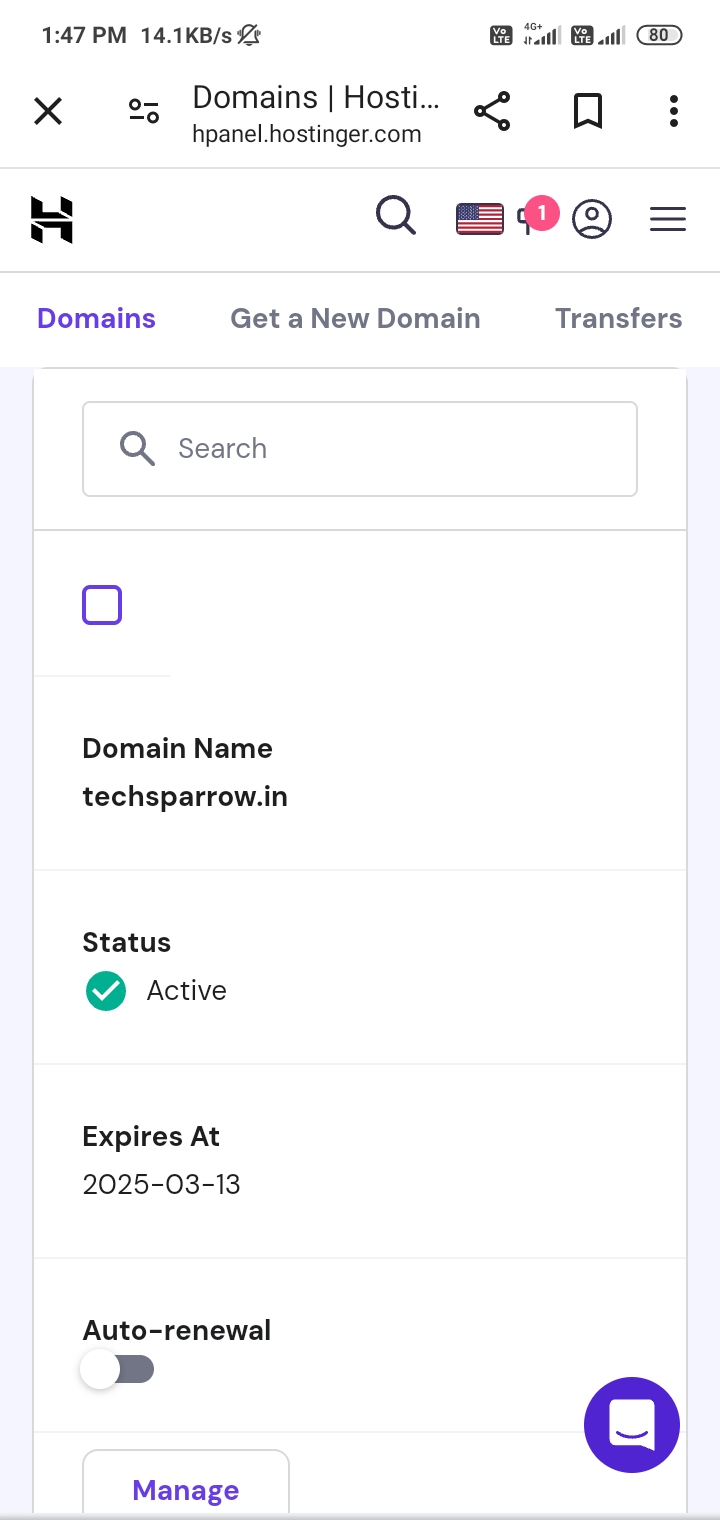 1:47 PM 14.1KB/s
Vo LTE 4G+ Vo LTE 80
Domains | Hosti...
hpanel.hostinger.com
1
Domains Get a New Domain Transfers
Search
Domain Name
techsparrow.in
Status
Active
Expires At
2025-03-13
Auto-renewal
Manage